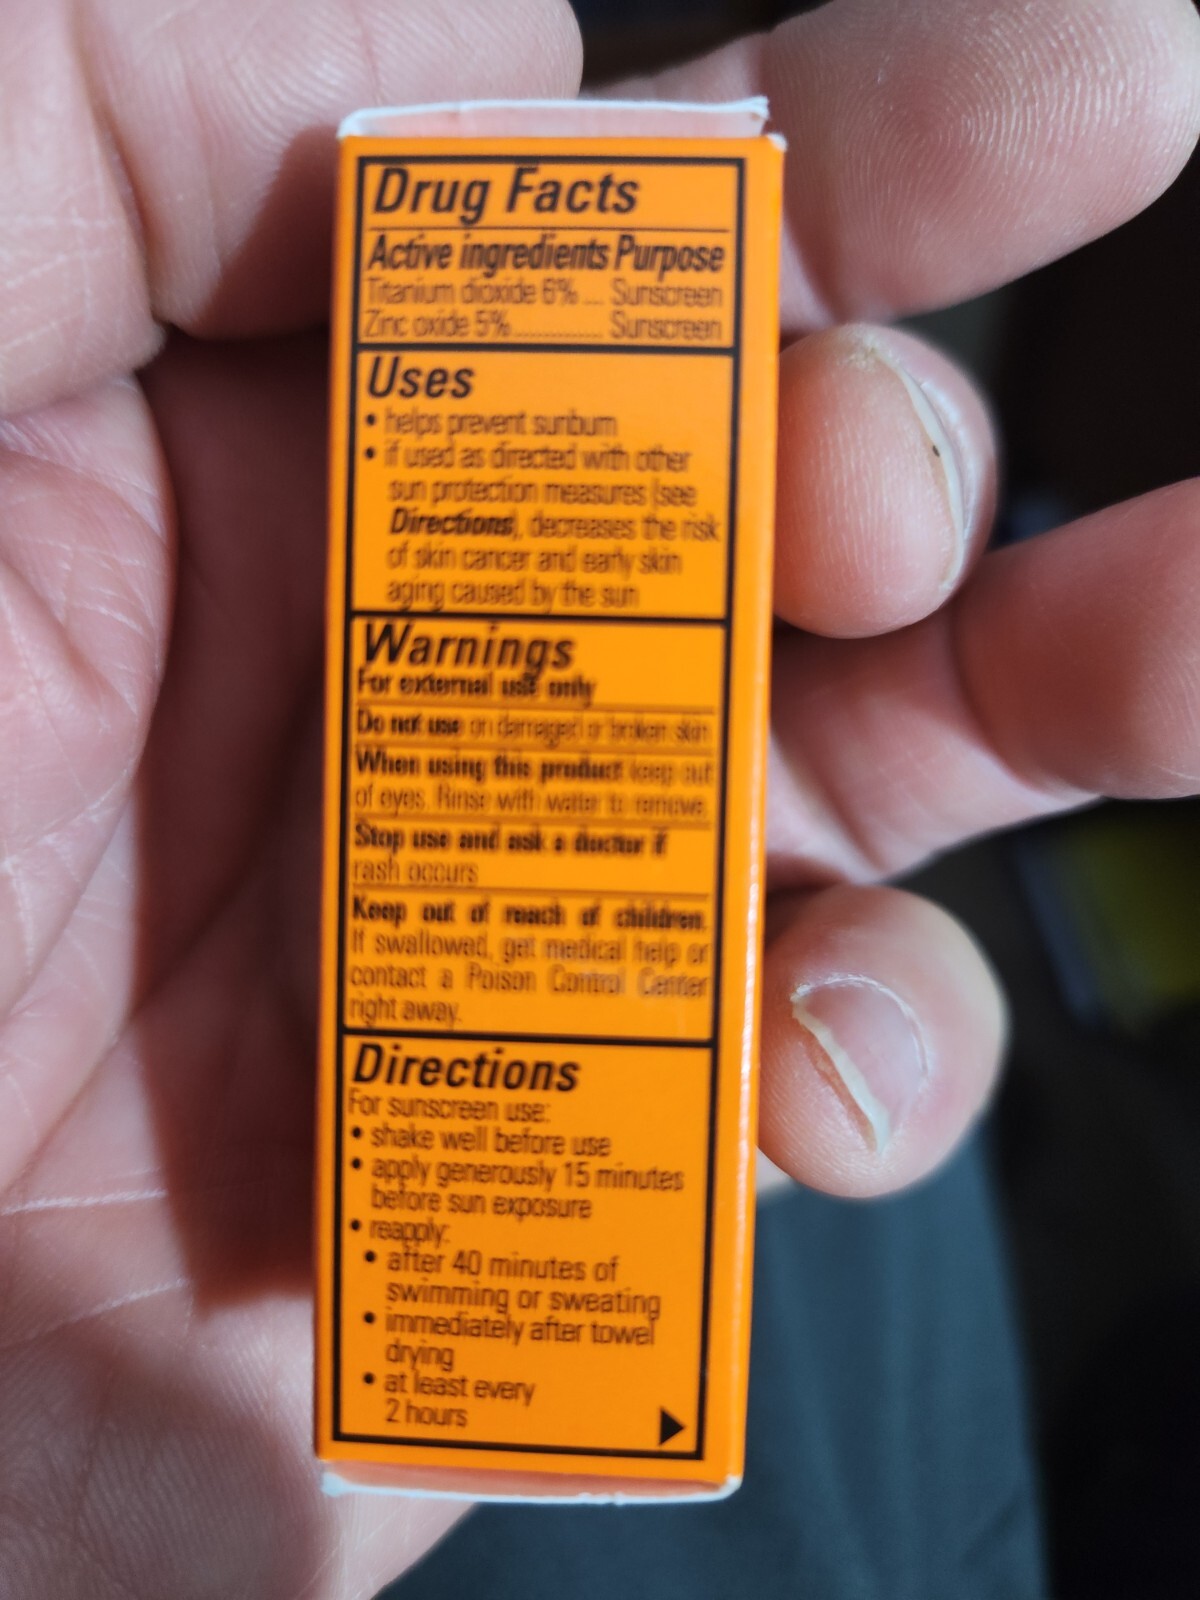 Drug Facts
Active ingredients Purpose
Titanium dioxide 6% ... Sunscreen
Zinc oxide 5%............. Sunscreen
Uses
• helps prevent sunburn
• if used as directed with other
sun protection measures (see
Directions), decreases the risk
of skin cancer and early skin
aging caused by the sun
Warnings
For external use only
Do not use on damaged or broken skin
When using this product keep out
of eyes. Rinse with water to remove.
Stop use and ask a doctor if
rash occurs
Keep out of reach of children.
If swallowed, get medical help or
contact a Poison Control Center
right away.
Directions
For sunscreen use:
• shake well before use
• apply generously 15 minutes
before sun exposure
• reapply:
• after 40 minutes of
swimming or sweating
• immediately after towel
drying
• at least every
2 hours